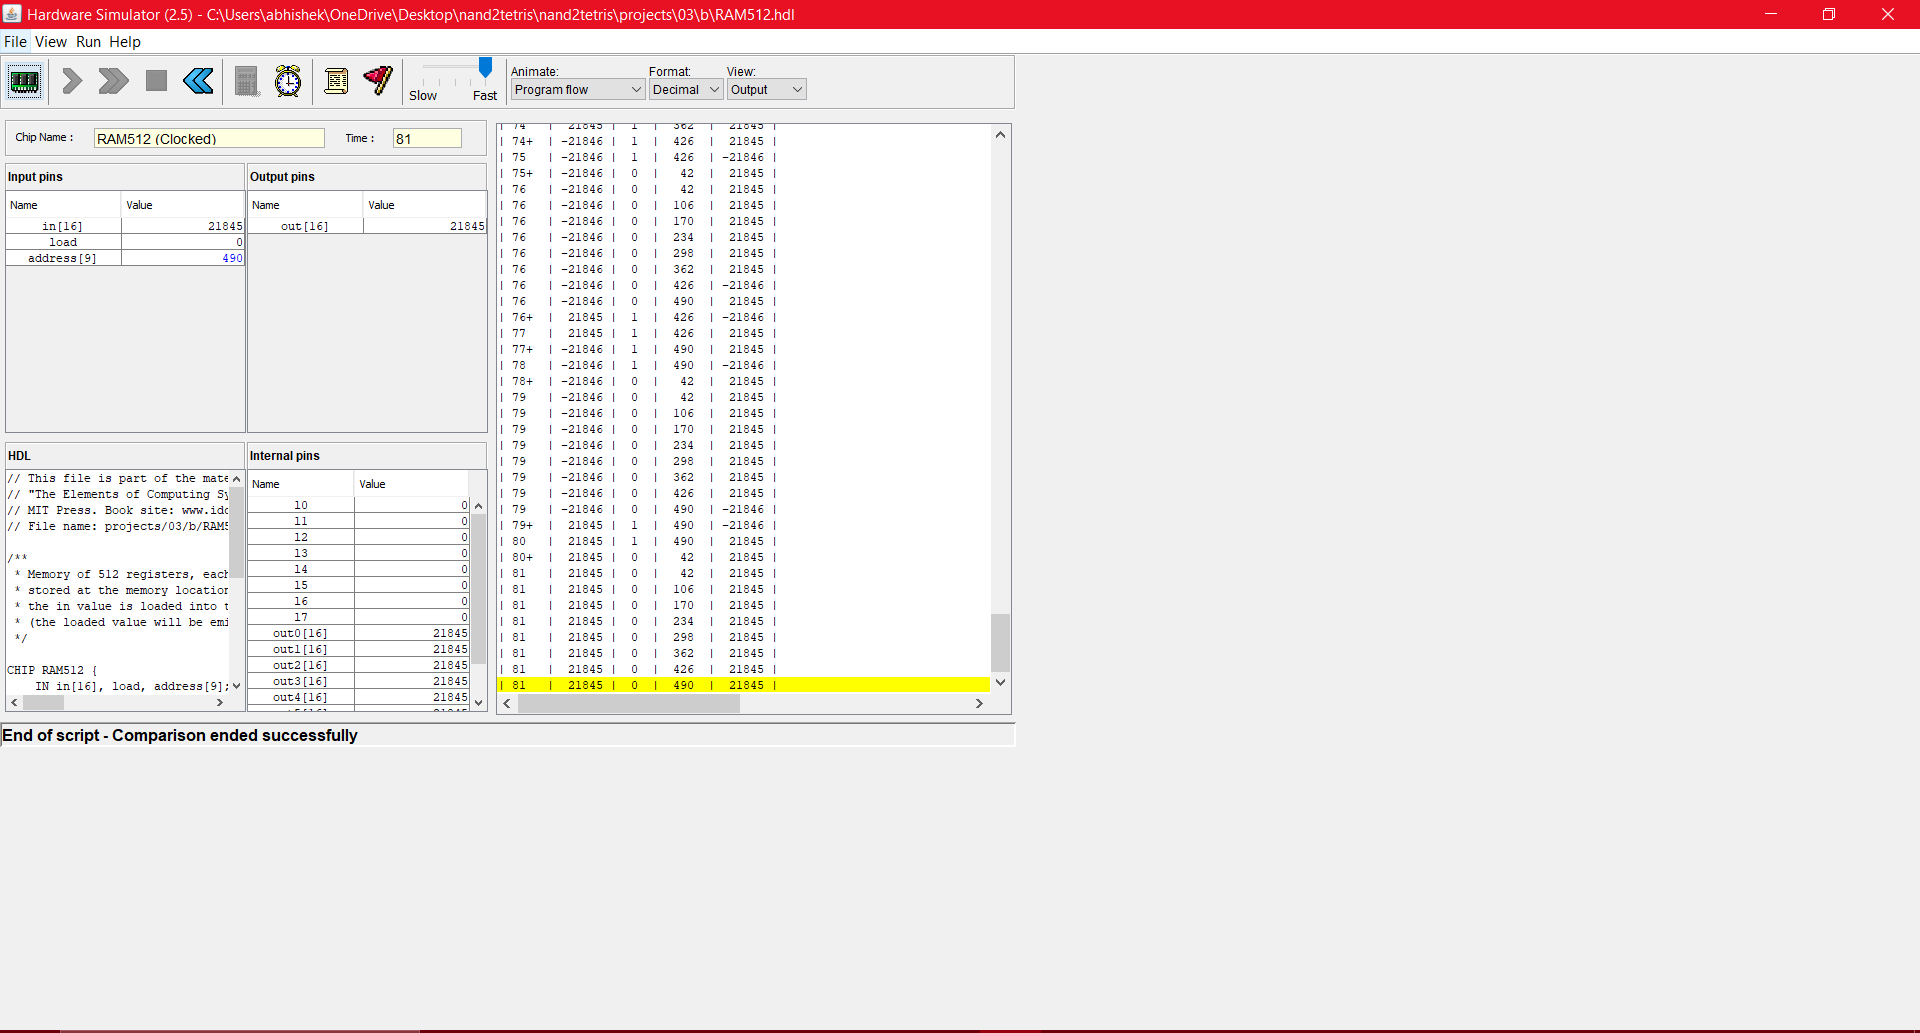 Hardware Simulator (2.5) - C:\Users\abhishek\OneDrive\Desktop\nand2tetris\nand2tetris\projects\03\b\RAM512.hdl
File View Run Help
Animate: Format: View:
Program flow Decimal Output
Slow Fast
Chip Name : RAM512 (Clocked) Time : 81
Input pins
Name Value
in[16] 21845
load 0
address[9] 490
Output pins
Name Value
out[16] 21845
HDL
// This file is part of the mate
// "The Elements of Computing Sy
// MIT Press. Book site: www.idc
// File name: projects/03/b/RAM5
/**
* Memory of 512 registers, each
* stored at the memory location
* the in value is loaded into t
* (the loaded value will be emi
*/
CHIP RAM512 {
IN in[16], load, address[9];
Internal pins
Name Value
l0 0
l1 0
l2 0
l3 0
l4 0
l5 0
l6 0
l7 0
out0[16] 21845
out1[16] 21845
out2[16] 21845
out3[16] 21845
out4[16] 21845
| 74 | 21845 | 1 | 362 | 21845 |
| 74+ | -21846 | 1 | 426 | 21845 |
| 75 | -21846 | 1 | 426 | -21846 |
| 75+ | -21846 | 0 | 42 | 21845 |
| 76 | -21846 | 0 | 42 | 21845 |
| 76 | -21846 | 0 | 106 | 21845 |
| 76 | -21846 | 0 | 170 | 21845 |
| 76 | -21846 | 0 | 234 | 21845 |
| 76 | -21846 | 0 | 298 | 21845 |
| 76 | -21846 | 0 | 362 | 21845 |
| 76 | -21846 | 0 | 426 | -21846 |
| 76 | -21846 | 0 | 490 | 21845 |
| 76+ | 21845 | 1 | 426 | -21846 |
| 77 | 21845 | 1 | 426 | 21845 |
| 77+ | -21846 | 1 | 490 | 21845 |
| 78 | -21846 | 1 | 490 | -21846 |
| 78+ | -21846 | 0 | 42 | 21845 |
| 79 | -21846 | 0 | 42 | 21845 |
| 79 | -21846 | 0 | 106 | 21845 |
| 79 | -21846 | 0 | 170 | 21845 |
| 79 | -21846 | 0 | 234 | 21845 |
| 79 | -21846 | 0 | 298 | 21845 |
| 79 | -21846 | 0 | 362 | 21845 |
| 79 | -21846 | 0 | 426 | 21845 |
| 79 | -21846 | 0 | 490 | -21846 |
| 79+ | 21845 | 1 | 490 | -21846 |
| 80 | 21845 | 1 | 490 | 21845 |
| 80+ | 21845 | 0 | 42 | 21845 |
| 81 | 21845 | 0 | 42 | 21845 |
| 81 | 21845 | 0 | 106 | 21845 |
| 81 | 21845 | 0 | 170 | 21845 |
| 81 | 21845 | 0 | 234 | 21845 |
| 81 | 21845 | 0 | 298 | 21845 |
| 81 | 21845 | 0 | 362 | 21845 |
| 81 | 21845 | 0 | 426 | 21845 |
| 81 | 21845 | 0 | 490 | 21845 |
End of script - Comparison ended successfully